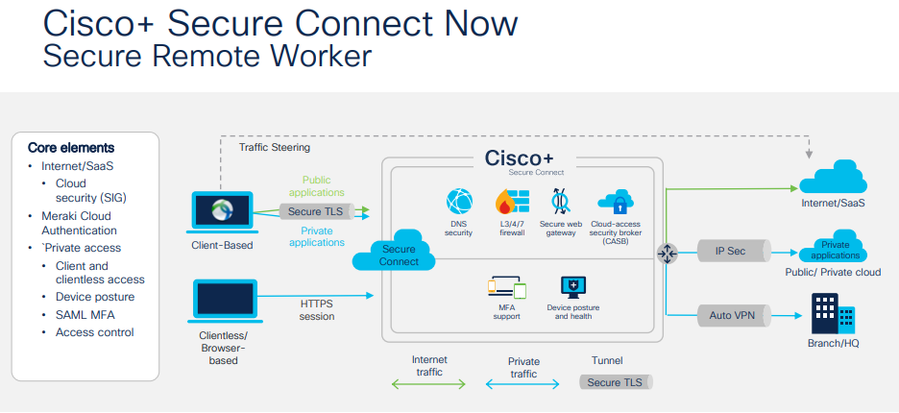 Cisco+ Secure Connect Now
Secure Remote Worker
Core elements
• Internet/SaaS
• Cloud
security (SIG)
• Meraki Cloud
Authentication
• `Private access
• Client and
clientless access
• Device posture
• SAML MFA
• Access control
Traffic Steering
Public
applications
Secure TLS
Private
applications
Client-Based
HTTPS
session
Clientless/
Browser-
based
Secure
Connect
Cisco+
Secure Connect
DNS
security
L3/4/7
firewall
Secure web
gateway
Cloud-access
security broker
(CASB)
MFA
support
Device posture
and health
Internet/SaaS
IP Sec
Private
applications
Public/ Private cloud
Auto VPN
Branch/HQ
Internet
traffic
Private
traffic
Tunnel
Secure TLS